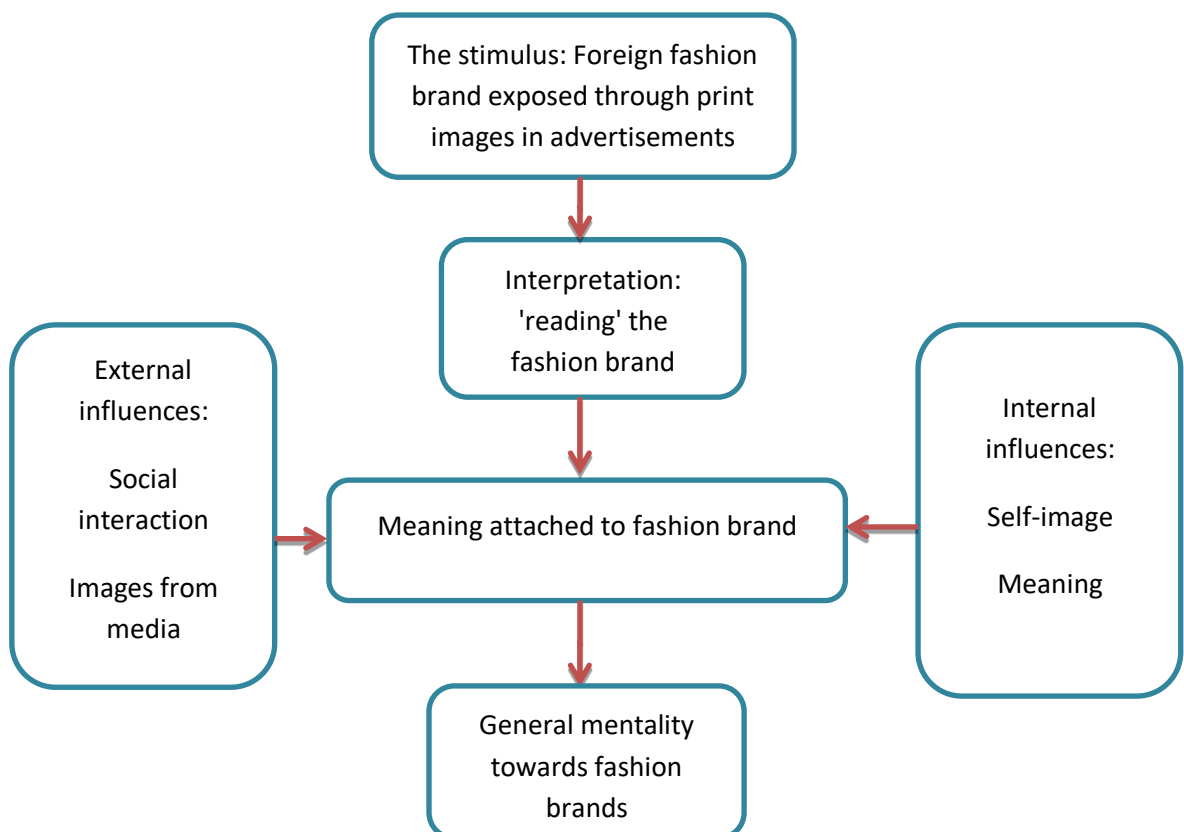 The stimulus: Foreign fashion
brand exposed through print
images in advertisements
Interpretation:
'reading' the
fashion brand
External
influences:
Social
interaction
Images from
media
Meaning attached to fashion brand
Internal
influences:
Self-image
Meaning
General mentality
towards fashion
brands